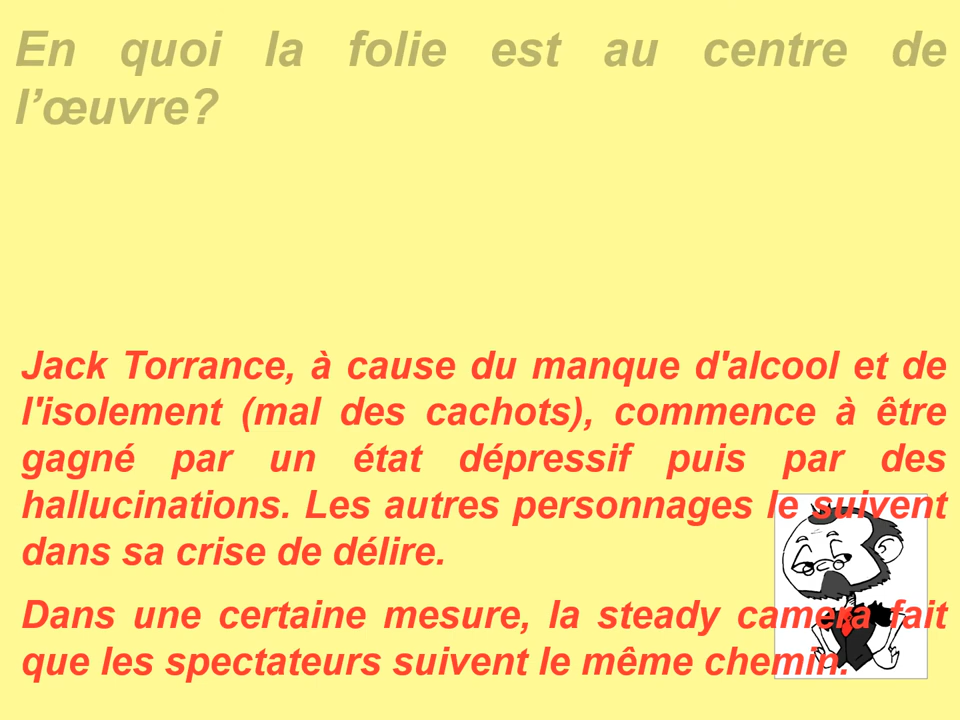 En quoi la folie est au centre de
l’œuvre?
Jack Torrance, à cause du manque d'alcool et de
l'isolement (mal des cachots), commence à être
gagné par un état dépressif puis par des
hallucinations. Les autres personnages le suivent
dans sa crise de délire.
Dans une certaine mesure, la steady camera fait
que les spectateurs suivent le même chemin.